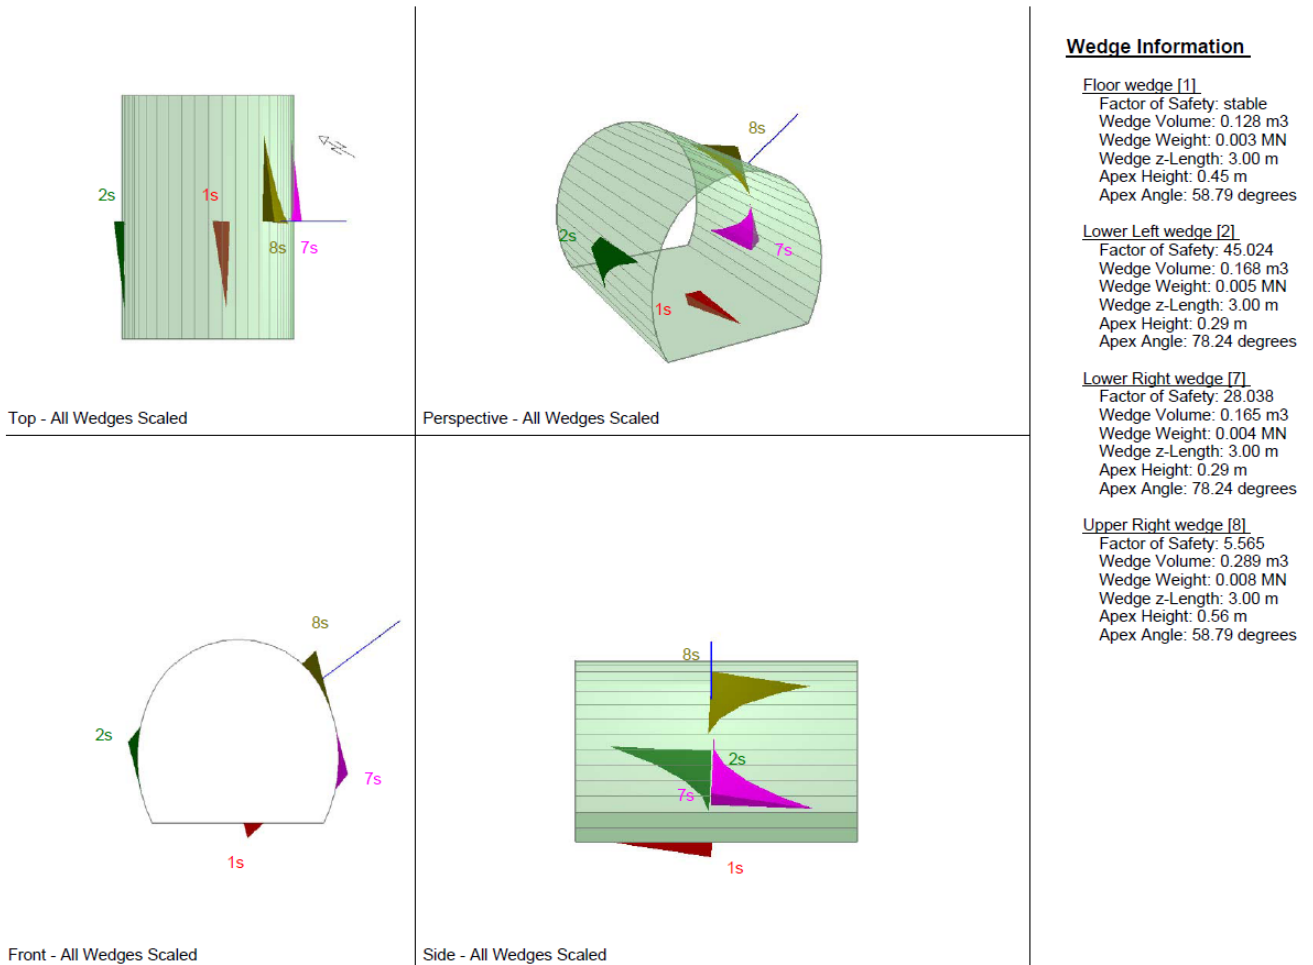 2s
1s
8s
7s
Top - All Wedges Scaled
8s
2s
7s
1s
Perspective - All Wedges Scaled
8s
2s
7s
1s
Front - All Wedges Scaled
8s
2s
7s
1s
Side - All Wedges Scaled
Wedge Information
Floor wedge [1]
Factor of Safety: stable
Wedge Volume: 0.128 m3
Wedge Weight: 0.003 MN
Wedge z-Length: 3.00 m
Apex Height: 0.45 m
Apex Angle: 58.79 degrees
Lower Left wedge [2]
Factor of Safety: 45.024
Wedge Volume: 0.168 m3
Wedge Weight: 0.005 MN
Wedge z-Length: 3.00 m
Apex Height: 0.29 m
Apex Angle: 78.24 degrees
Lower Right wedge [7]
Factor of Safety: 28.038
Wedge Volume: 0.165 m3
Wedge Weight: 0.004 MN
Wedge z-Length: 3.00 m
Apex Height: 0.29 m
Apex Angle: 78.24 degrees
Upper Right wedge [8]
Factor of Safety: 5.565
Wedge Volume: 0.289 m3
Wedge Weight: 0.008 MN
Wedge z-Length: 3.00 m
Apex Height: 0.56 m
Apex Angle: 58.79 degrees